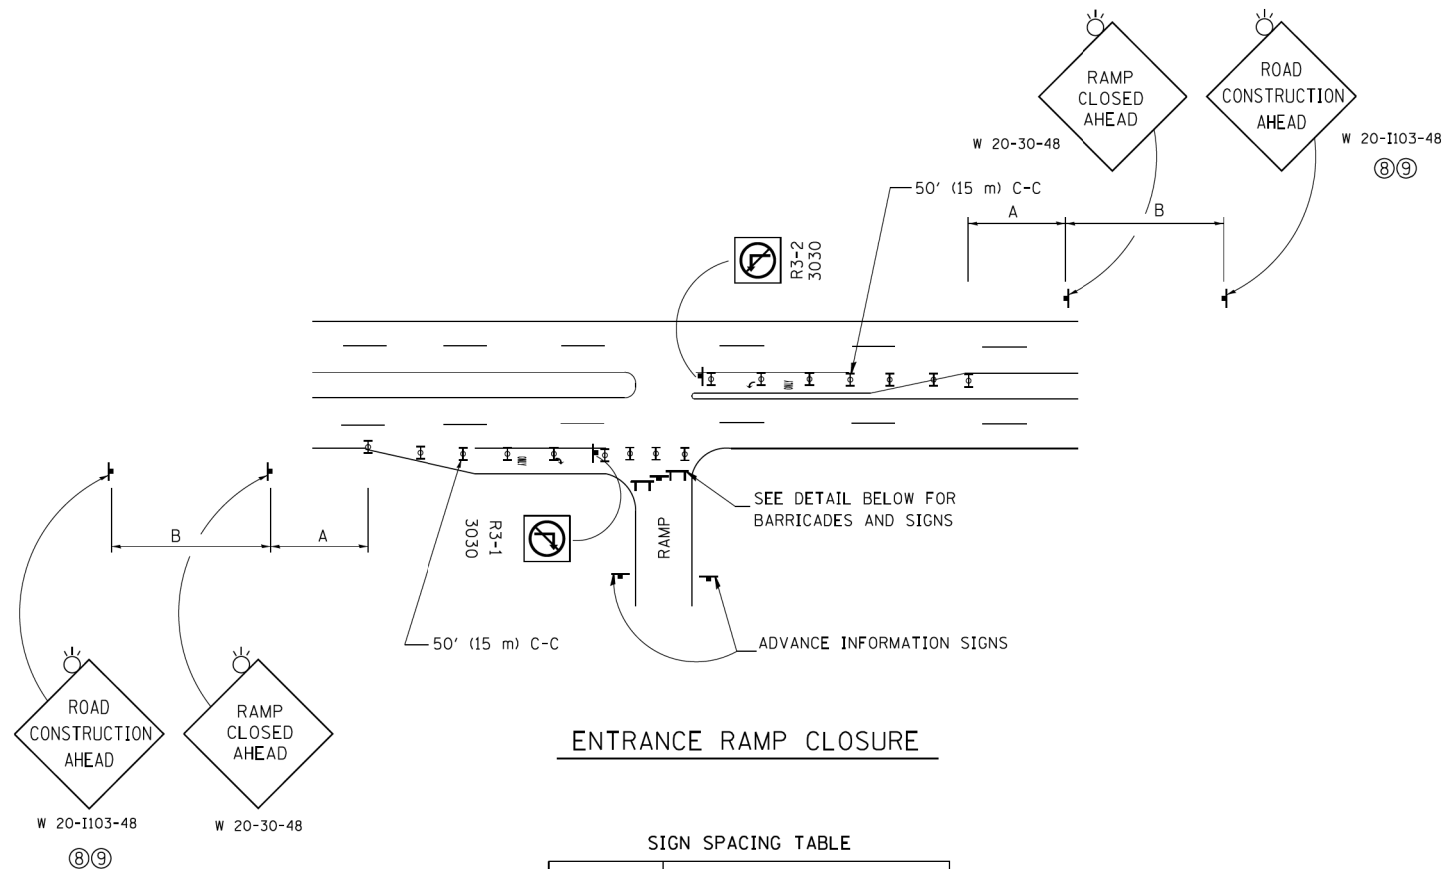 RAMP
CLOSED
AHEAD
W 20-30-48
ROAD
CONSTRUCTION
AHEAD
W 20-I103-48
⑧⑨
50' (15 m) C-C
A
B
R3-2
3030
SEE DETAIL BELOW FOR
BARRICADES AND SIGNS
RAMP
R3-1
3030
B
A
50' (15 m) C-C
ADVANCE INFORMATION SIGNS
ROAD
CONSTRUCTION
AHEAD
W 20-I103-48
⑧⑨
RAMP
CLOSED
AHEAD
W 20-30-48
ENTRANCE RAMP CLOSURE
SIGN SPACING TABLE